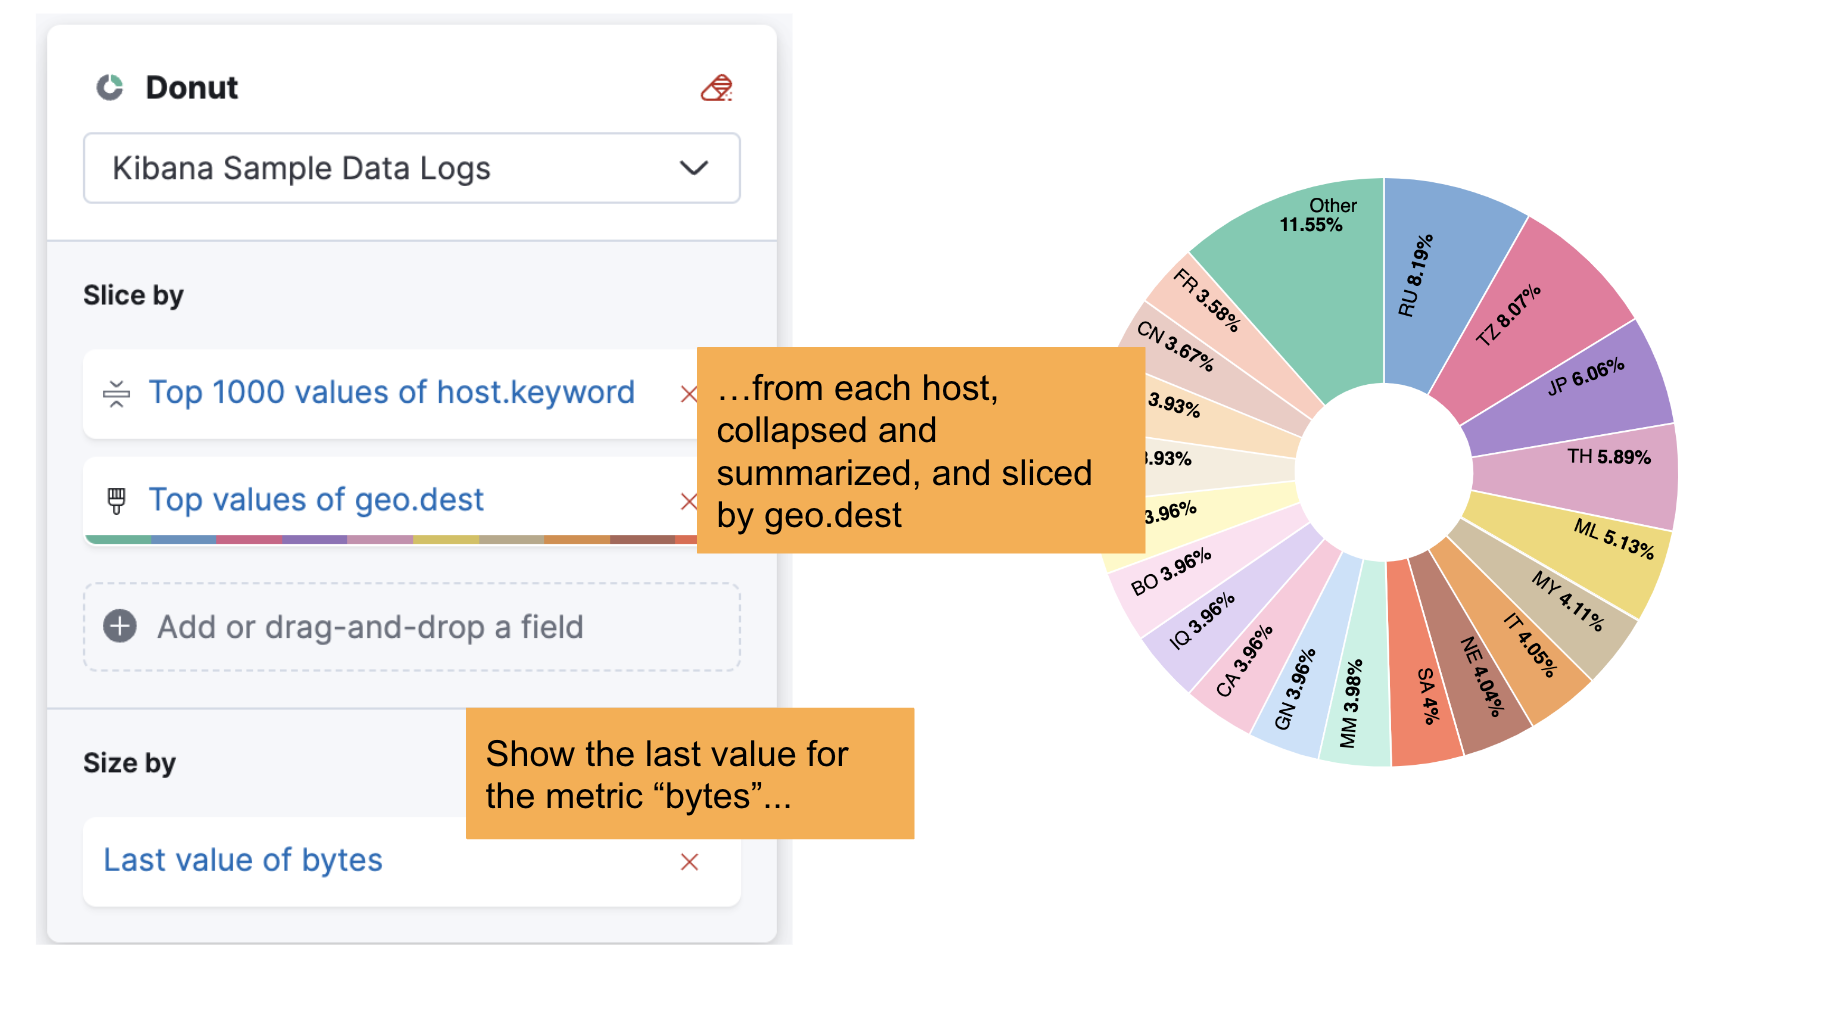 Donut
Kibana Sample Data Logs
Slice by
Top 1000 values of host.keyword
Top values of geo.dest
Add or drag-and-drop a field
Size by
Last value of bytes
…from each host,
collapsed and
summarized, and sliced
by geo.dest
Show the last value for
the metric “bytes”...
Other
11.55%
RU 8.19%
TZ 8.07%
JP 6.06%
TH 5.89%
ML 5.13%
MY 4.11%
IT 4.05%
NE 4.04%
SA 4%
MM 3.98%
GN 3.96%
CA 3.96%
IQ 3.96%
BO 3.96%
3.96%
3.93%
3.93%
CN 3.67%
FR 3.58%